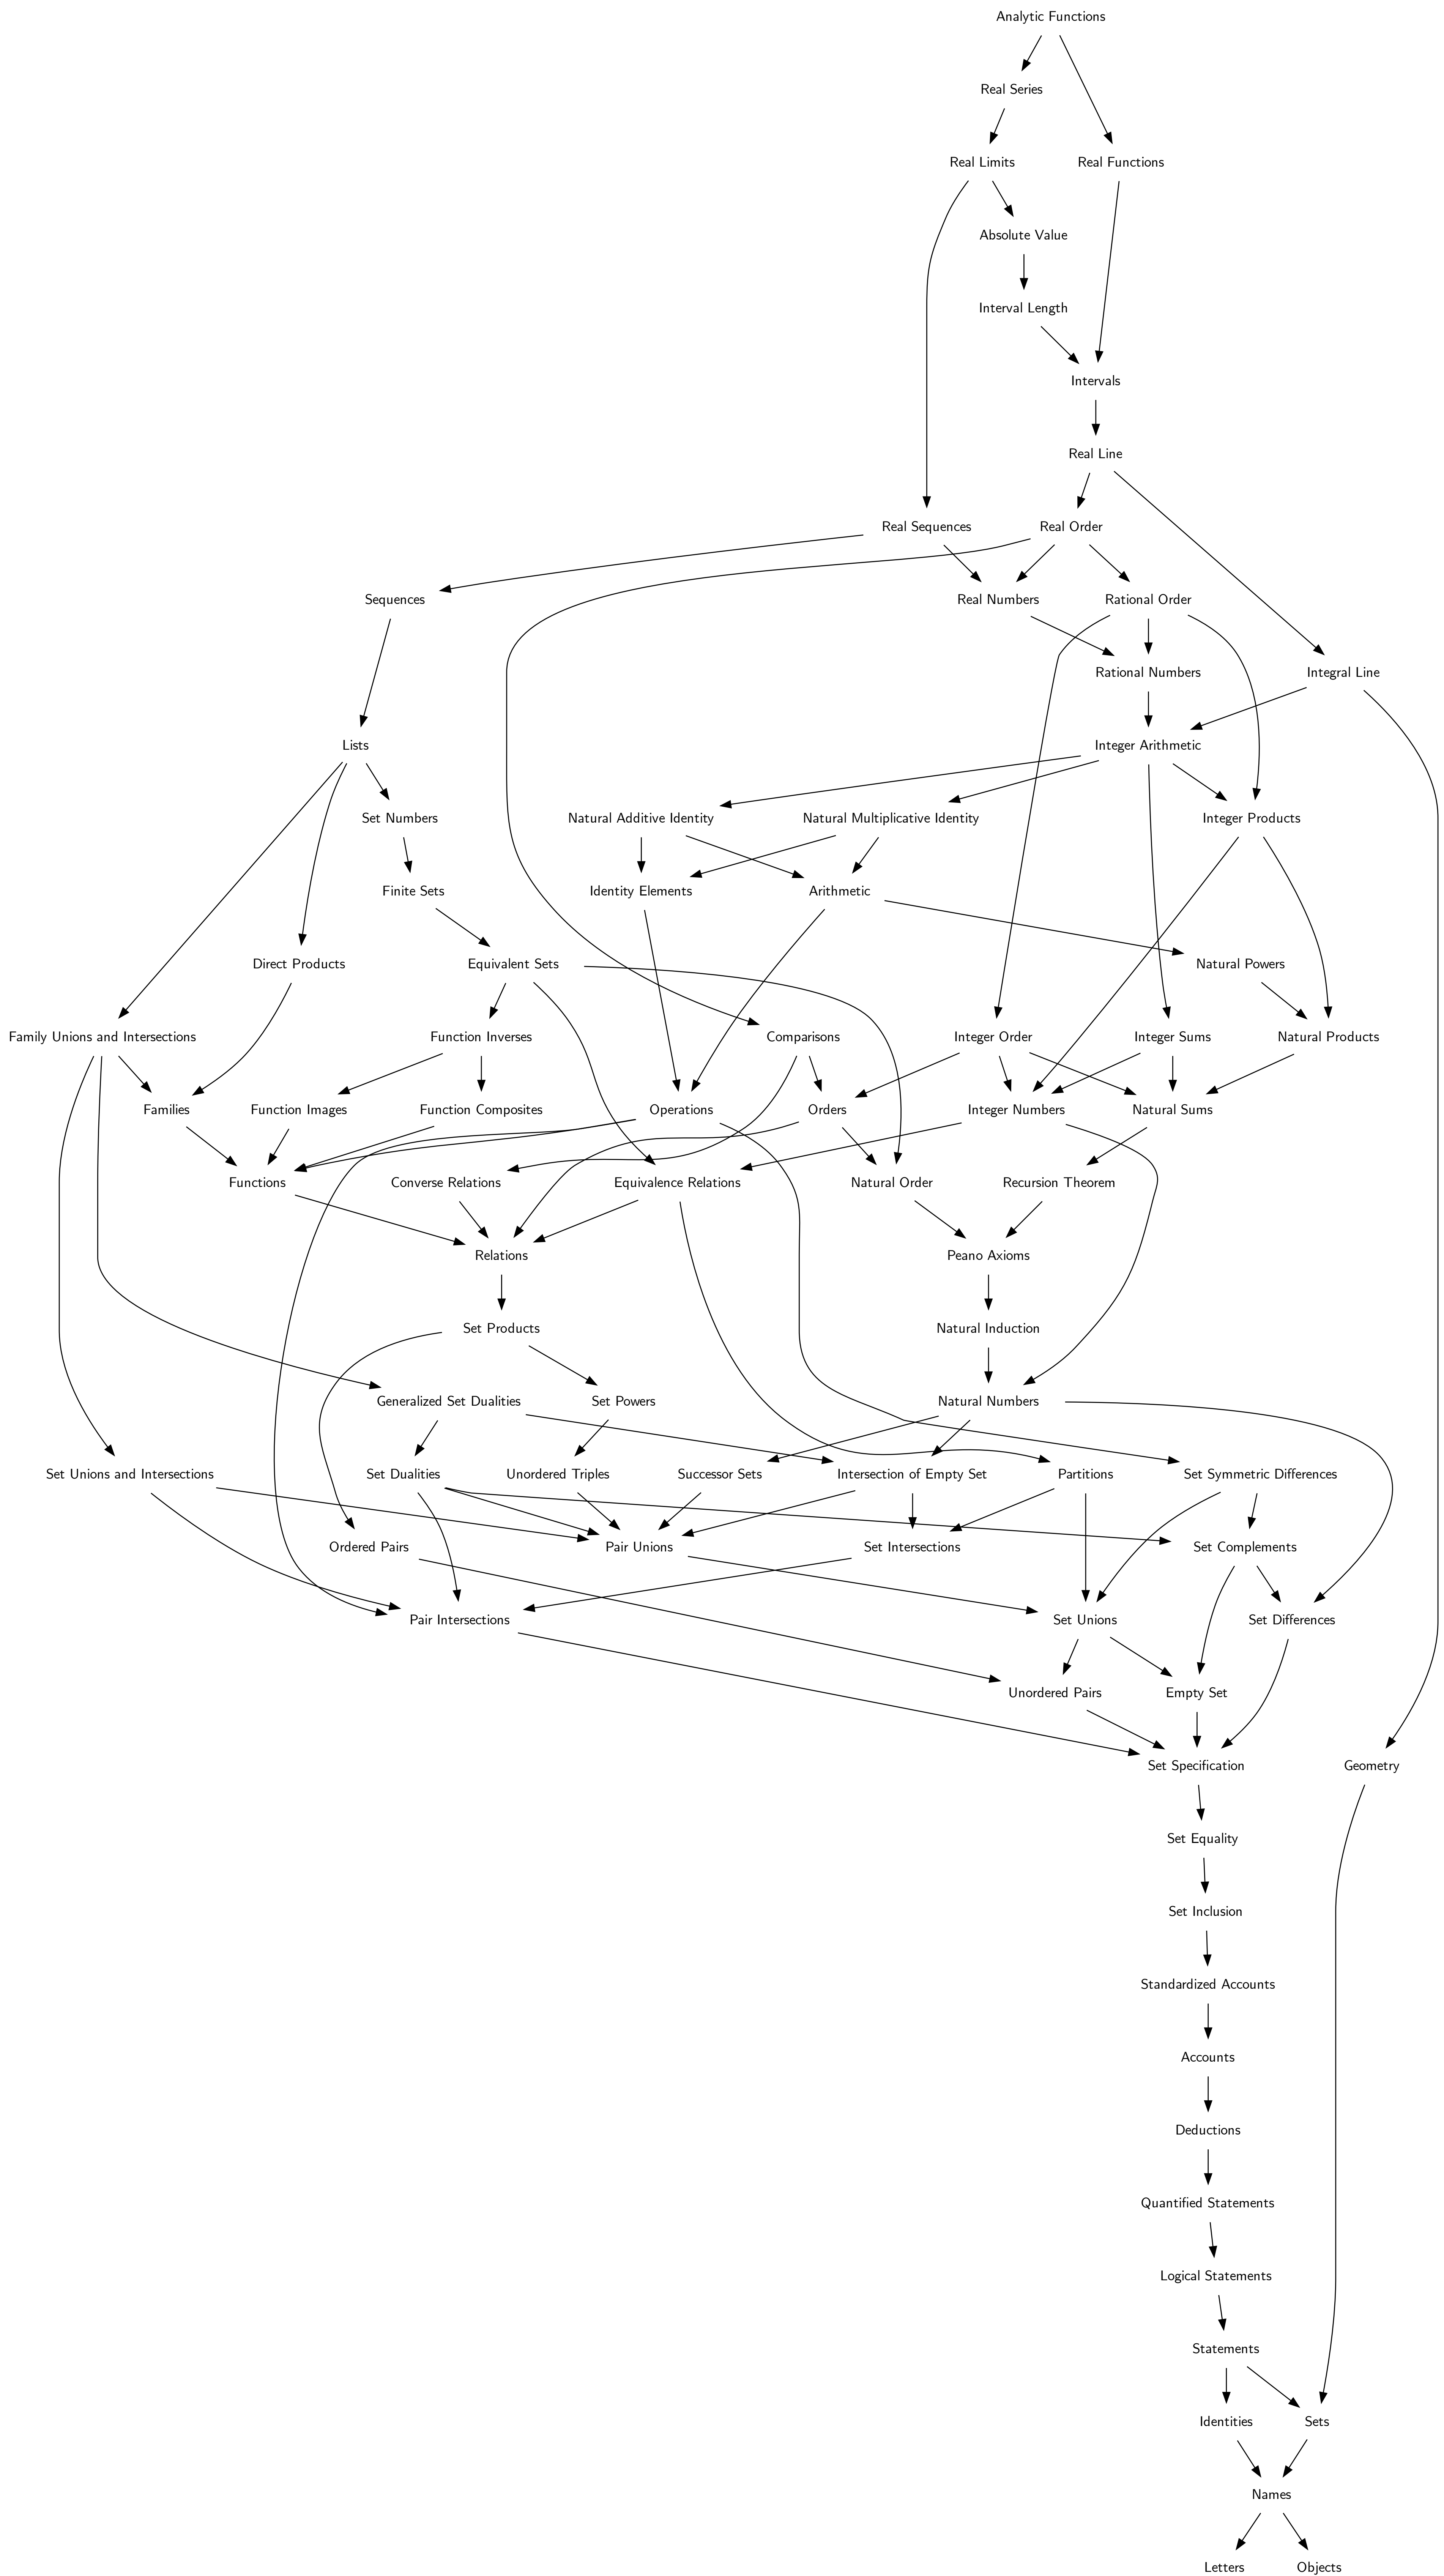 Analytic Functions
Real Series
Real Limits
Real Functions
Absolute Value
Interval Length
Intervals
Real Line
Real Sequences
Real Order
Sequences
Real Numbers
Rational Order
Rational Numbers
Integral Line
Lists
Integer Arithmetic
Set Numbers
Natural Additive Identity
Natural Multiplicative Identity
Integer Products
Finite Sets
Identity Elements
Arithmetic
Direct Products
Equivalent Sets
Natural Powers
Family Unions and Intersections
Function Inverses
Comparisons
Integer Order
Integer Sums
Natural Products
Families
Function Images
Function Composites
Operations
Orders
Integer Numbers
Natural Sums
Functions
Converse Relations
Equivalence Relations
Natural Order
Recursion Theorem
Relations
Peano Axioms
Set Products
Natural Induction
Generalized Set Dualities
Set Powers
Natural Numbers
Set Unions and Intersections
Set Dualities
Unordered Triples
Successor Sets
Intersection of Empty Set
Partitions
Set Symmetric Differences
Ordered Pairs
Pair Unions
Set Intersections
Set Complements
Pair Intersections
Set Unions
Set Differences
Unordered Pairs
Empty Set
Set Specification
Geometry
Set Equality
Set Inclusion
Standardized Accounts
Accounts
Deductions
Quantified Statements
Logical Statements
Statements
Identities
Sets
Names
Letters
Objects